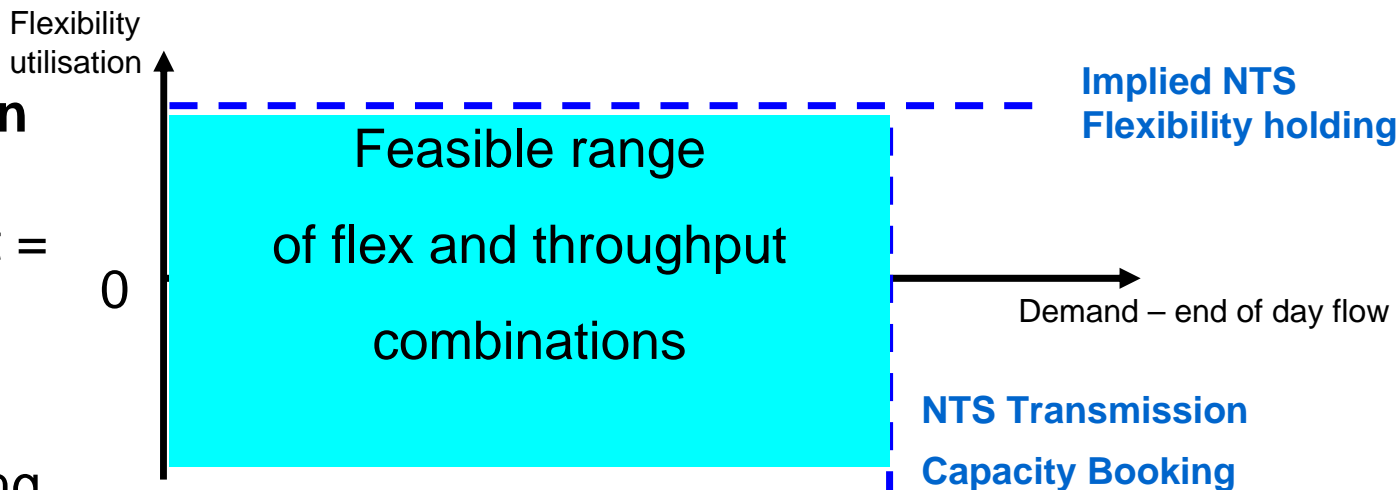 Flexibility
utilisation
n
Implied NTS
Flexibility holding
Feasible range
of flex and throughput
combinations
=
0
Demand – end of day flow
NTS Transmission
Capacity Booking